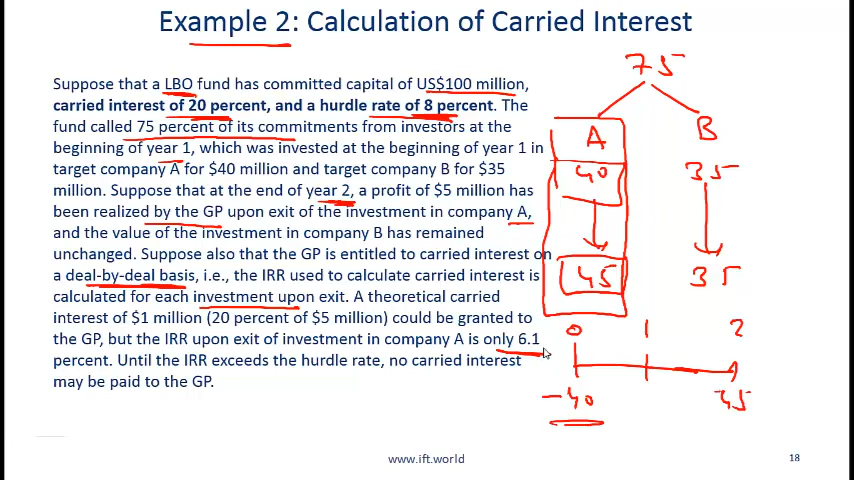 Example 2: Calculation of Carried Interest
Suppose that a LBO fund has committed capital of US$100 million,
carried interest of 20 percent, and a hurdle rate of 8 percent. The
fund called 75 percent of its commitments from investors at the
beginning of year 1, which was invested at the beginning of year 1 in
target company A for $40 million and target company B for $35
million. Suppose that at the end of year 2, a profit of $5 million has
been realized by the GP upon exit of the investment in company A,
and the value of the investment in company B has remained
unchanged. Suppose also that the GP is entitled to carried interest on
a deal-by-deal basis, i.e., the IRR used to calculate carried interest is
calculated for each investment upon exit. A theoretical carried
interest of $1 million (20 percent of $5 million) could be granted to
the GP, but the IRR upon exit of investment in company A is only 6.1
percent. Until the IRR exceeds the hurdle rate, no carried interest
may be paid to the GP.
75
A B
40 35
45 35
0 1 2
-40 45
www.ift.world
18